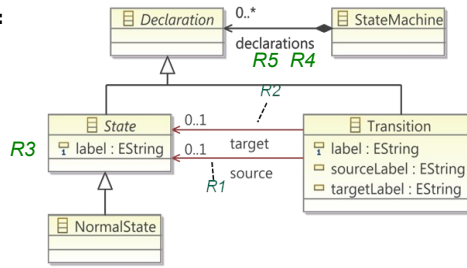 :
Declaration
0..*
StateMachine
declarations
R5 R4
R2
State
0..1
Transition
R3
label : EString
target
label : EString
0..1
sourceLabel : EString
R1
source
targetLabel : EString
NormalState